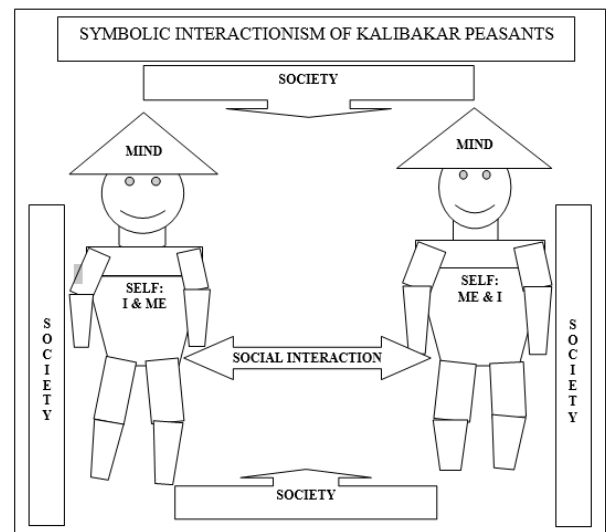 SYMBOLIC INTERACTIONISM OF KALIBAKAR PEASANTS
SOCIETY
MIND
MIND
SELF:
I & ME
SELF:
ME & I
SOCIETY
SOCIAL INTERACTION
SOCIETY
SOCIETY